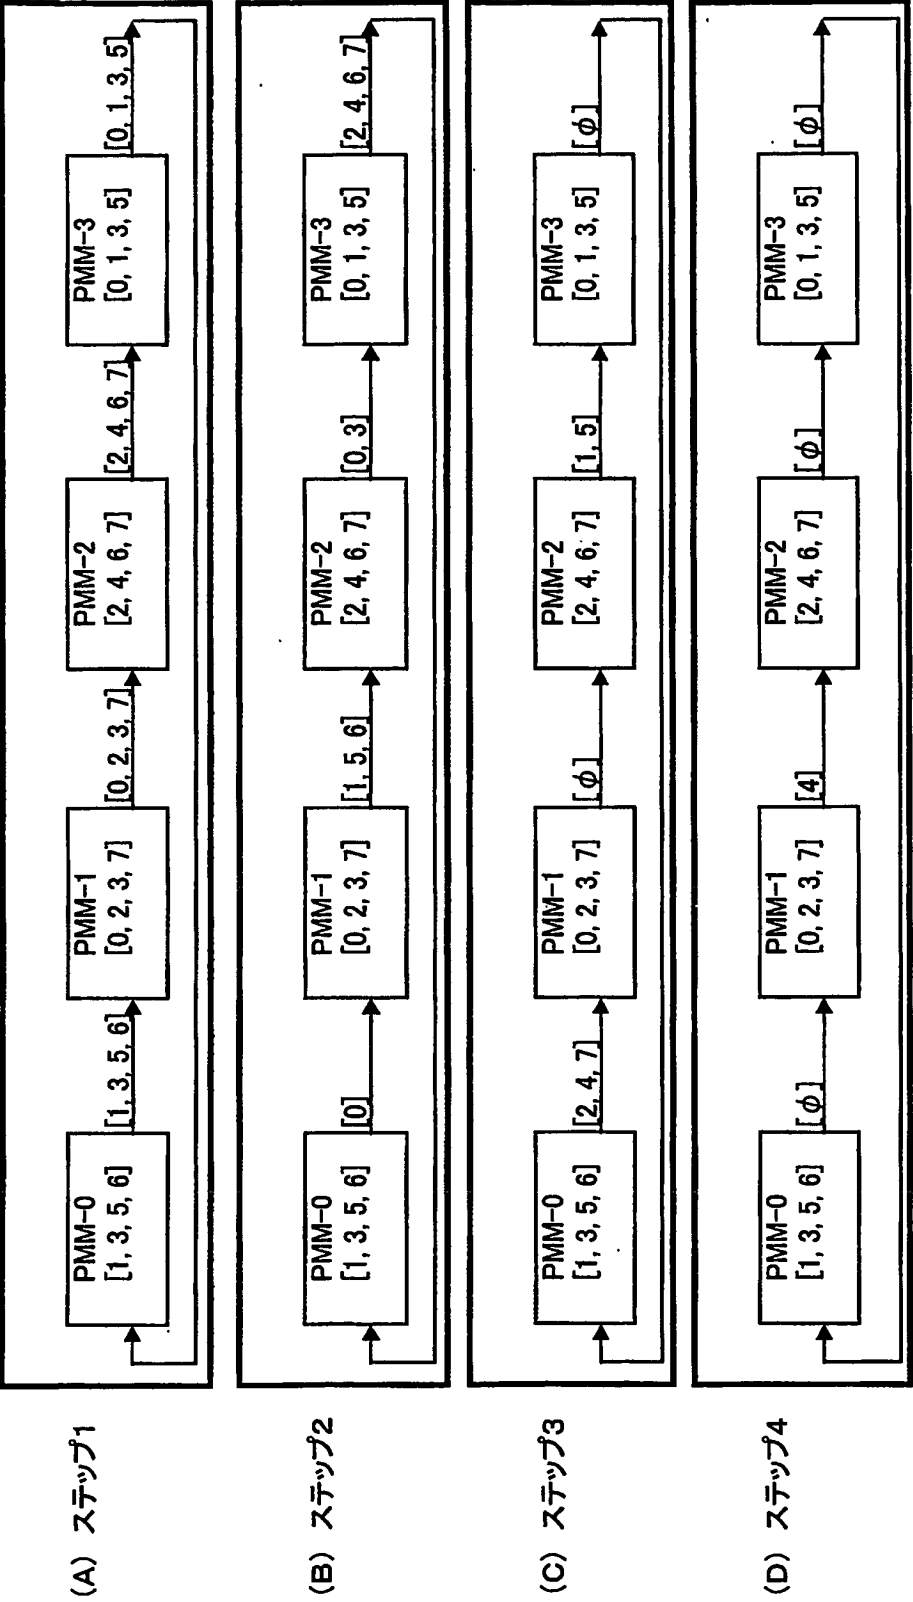 (A) ステップ1
PMM-0
[1, 3, 5, 6]
[1, 3, 5, 6]
PMM-1
[0, 2, 3, 7]
[0, 2, 3, 7]
PMM-2
[2, 4, 6, 7]
[2, 4, 6, 7]
PMM-3
[0, 1, 3, 5]
[0, 1, 3, 5]
(B) ステップ2
PMM-0
[1, 3, 5, 6]
[0]
PMM-1
[0, 2, 3, 7]
[1, 5, 6]
PMM-2
[2, 4, 6, 7]
[0, 3]
PMM-3
[0, 1, 3, 5]
[2, 4, 6, 7]
(C) ステップ3
PMM-0
[1, 3, 5, 6]
[2, 4, 7]
PMM-1
[0, 2, 3, 7]
[φ]
PMM-2
[2, 4, 6, 7]
[1, 5]
PMM-3
[0, 1, 3, 5]
[φ]
(D) ステップ4
PMM-0
[1, 3, 5, 6]
[φ]
PMM-1
[0, 2, 3, 7]
[4]
PMM-2
[2, 4, 6, 7]
[φ]
PMM-3
[0, 1, 3, 5]
[φ]